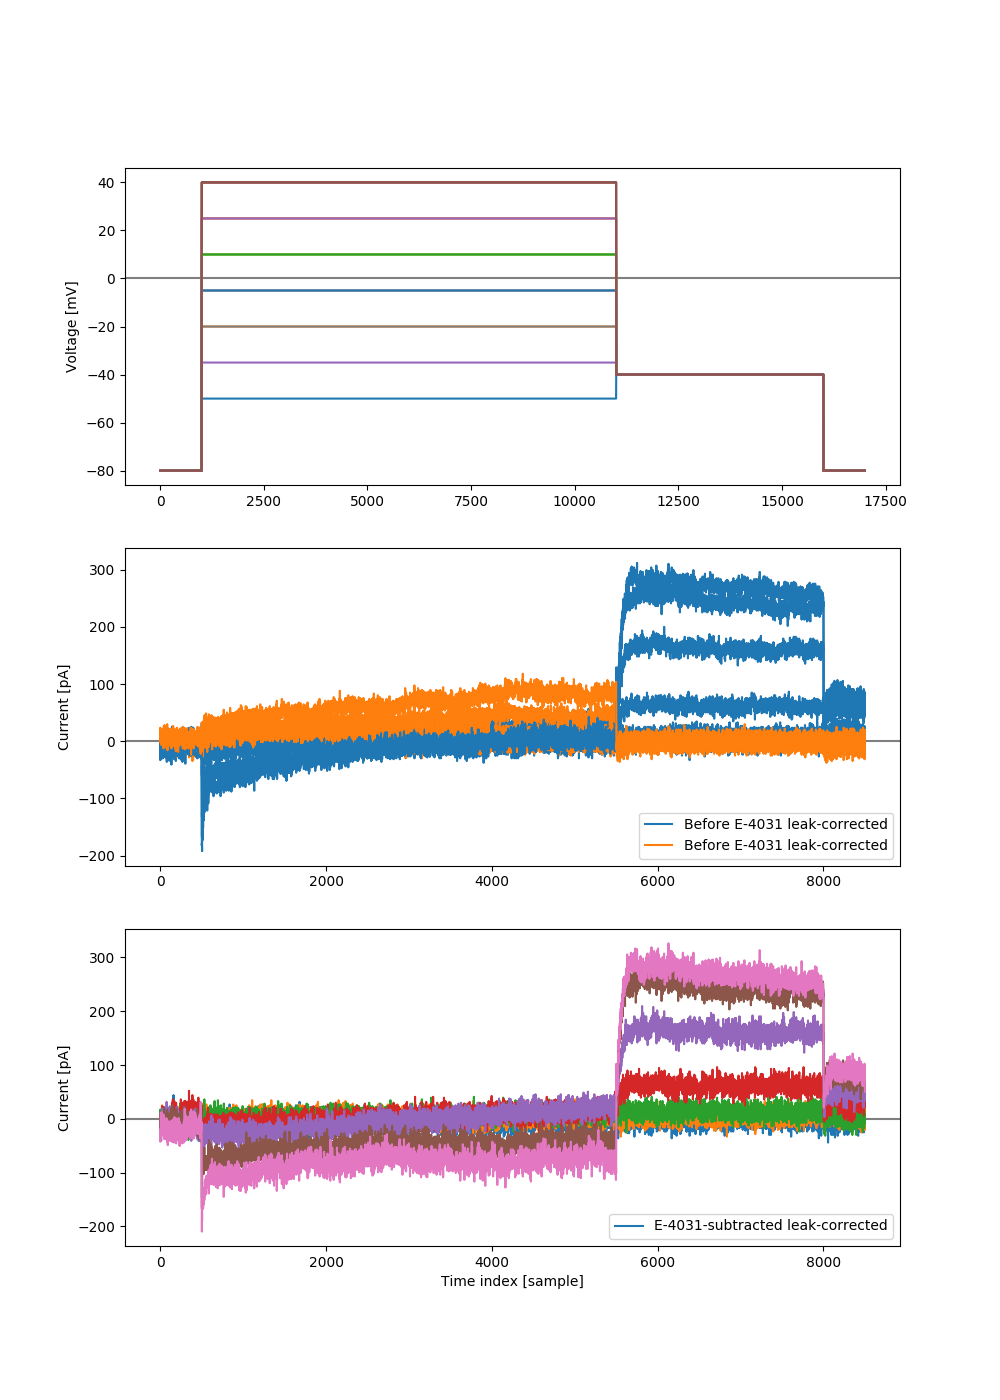 40
20
0
−20
−40
−60
−80
Voltage [mV]
0 2500 5000 7500 10000 12500 15000 17500
300
200
100
0
−100
−200
Current [pA]
Before E-4031 leak-corrected
Before E-4031 leak-corrected
0 2000 4000 6000 8000
300
200
100
0
−100
−200
Current [pA]
E-4031-subtracted leak-corrected
0 2000 4000 6000 8000
Time index [sample]